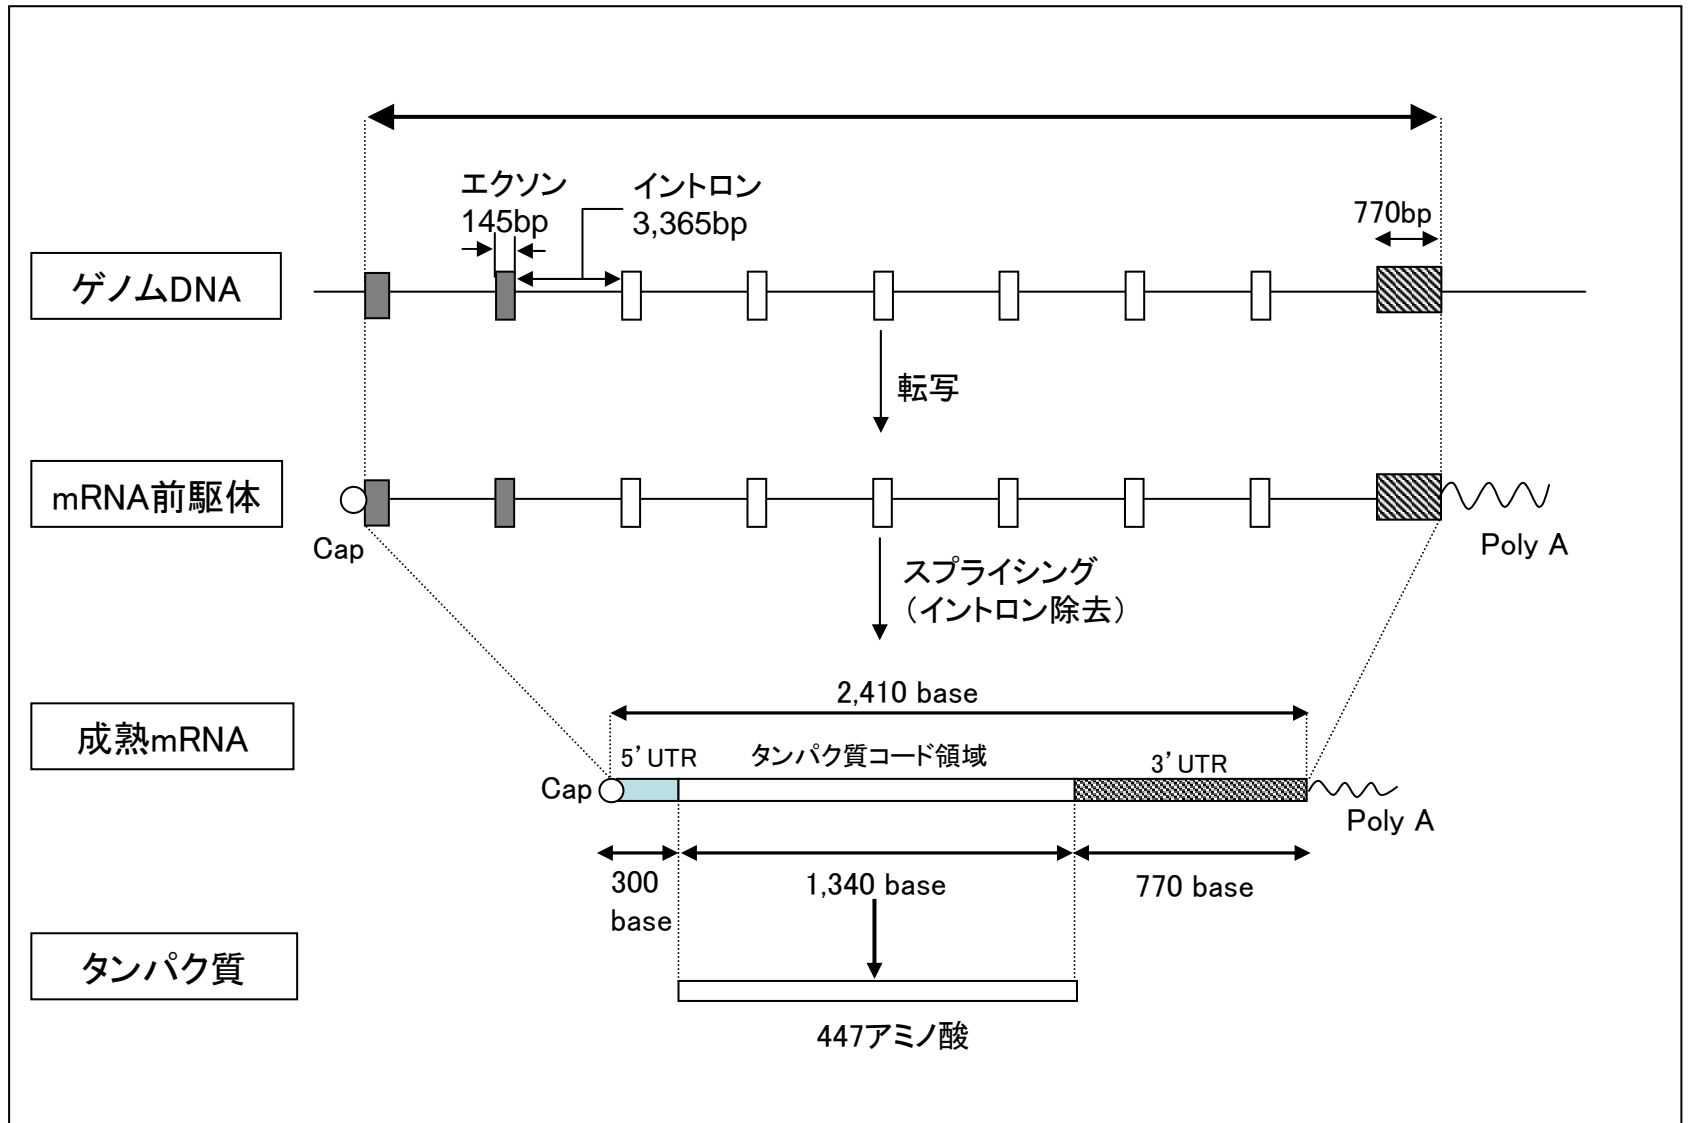 エクソン
145bp
イントロン
3,365bp
770bp
ゲノムDNA
転写
mRNA前駆体
Cap
Poly A
スプライシング
（イントロン除去）
2,410 base
成熟mRNA
5’UTR
タンパク質コード領域
3’UTR
Cap
Poly A
300
base
1,340 base
770 base
タンパク質
447アミノ酸